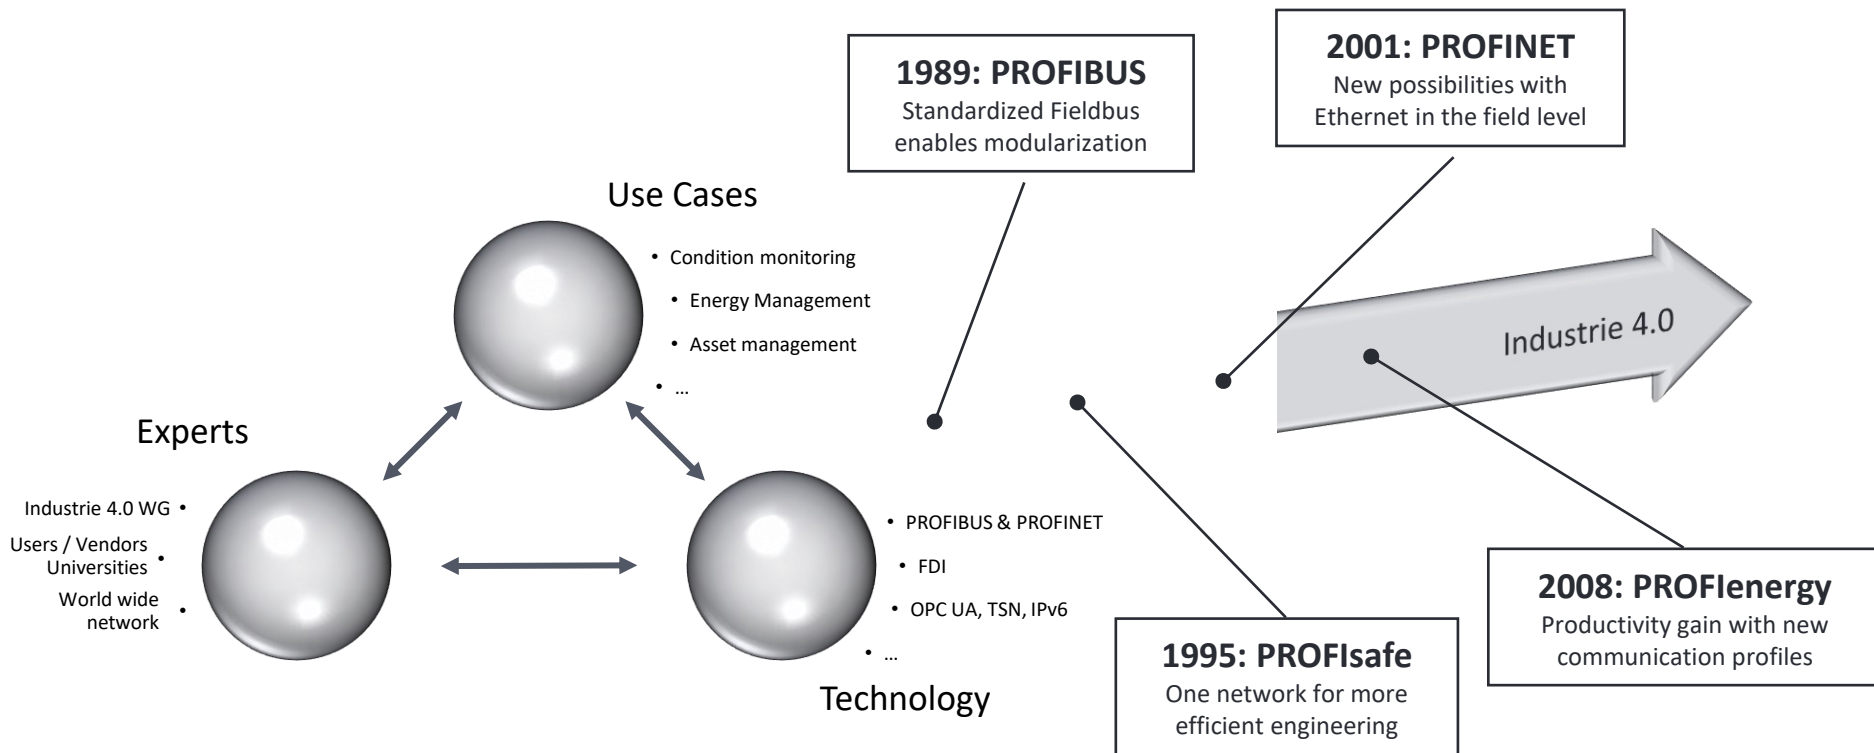 1989: PROFIBUS
Standardized Fieldbus
enables modularization
2001: PROFINET
New possibilities with
Ethernet in the field level
Use Cases
• Condition monitoring
• Energy Management
• Asset management
• ...
Industrie 4.0
Experts
Industrie 4.0 WG •
Users / Vendors
Universities •
World wide
network •
• PROFIBUS & PROFINET
• FDI
• OPC UA, TSN, IPv6
• ...
Technology
1995: PROFIsafe
One network for more
efficient engineering
2008: PROFIenergy
Productivity gain with new
communication profiles